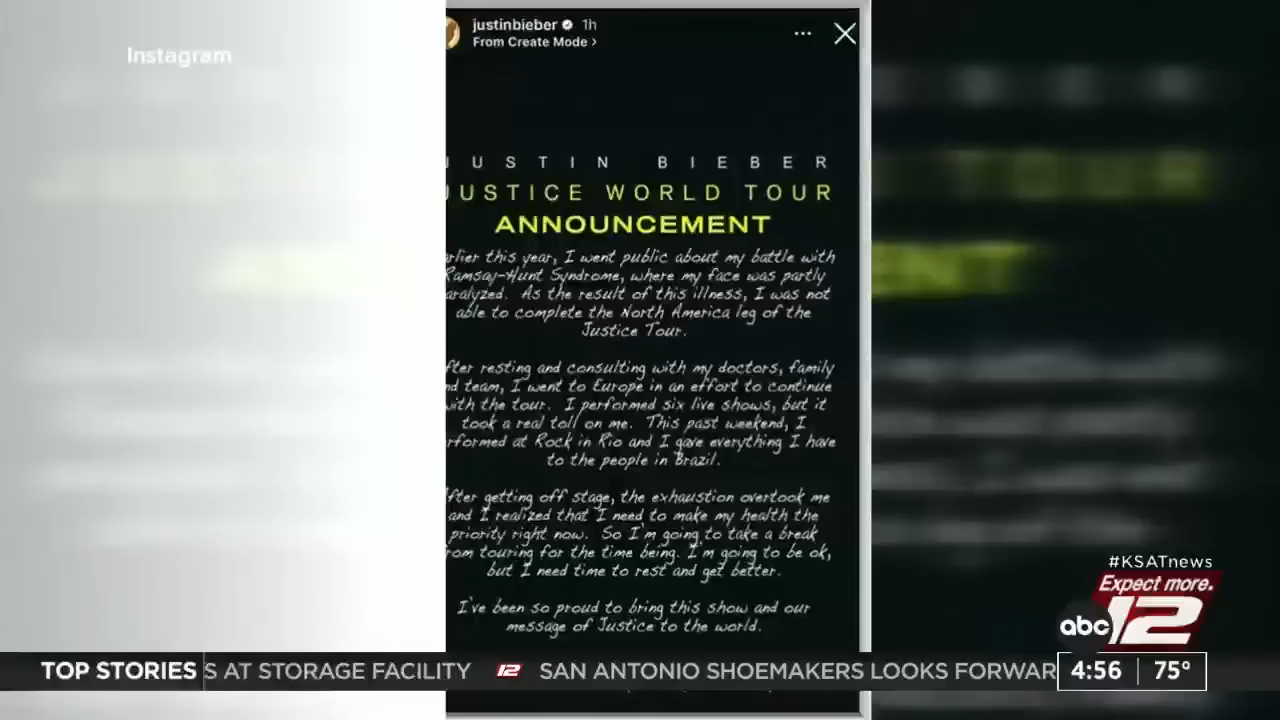 Instagram
justinbieber 1h
From Create Mode >
JUSTIN BIEBER
JUSTICE WORLD TOUR
ANNOUNCEMENT
rlier this year, I went public about my battle with
Ramsay-Hunt Syndrome, where my face was partly
aralyzed. As the result of this illness, I was not
able to complete the North America leg of the
Justice Tour.
fter resting and consulting with my doctors, family
nd team, I went to Europe in an effort to continue
with the tour. I performed six live shows, but it
took a real toll on me. This past weekend, I
rformed at Rock in Rio and I gave everything I have
to the people in Brazil.
fter getting off stage, the exhaustion overtook me
and I realized that I need to make my health the
priority right now. So I'm going to take a break
rom touring for the time being. I'm going to be ok,
but I need time to rest and get better.
I've been so proud to bring this show and our
message of Justice to the world.
#KSATnews
Expect more.
abc 12
TOP STORIES S AT STORAGE FACILITY 12 SAN ANTONIO SHOEMAKERS LOOKS FORWAR 4:56 75°